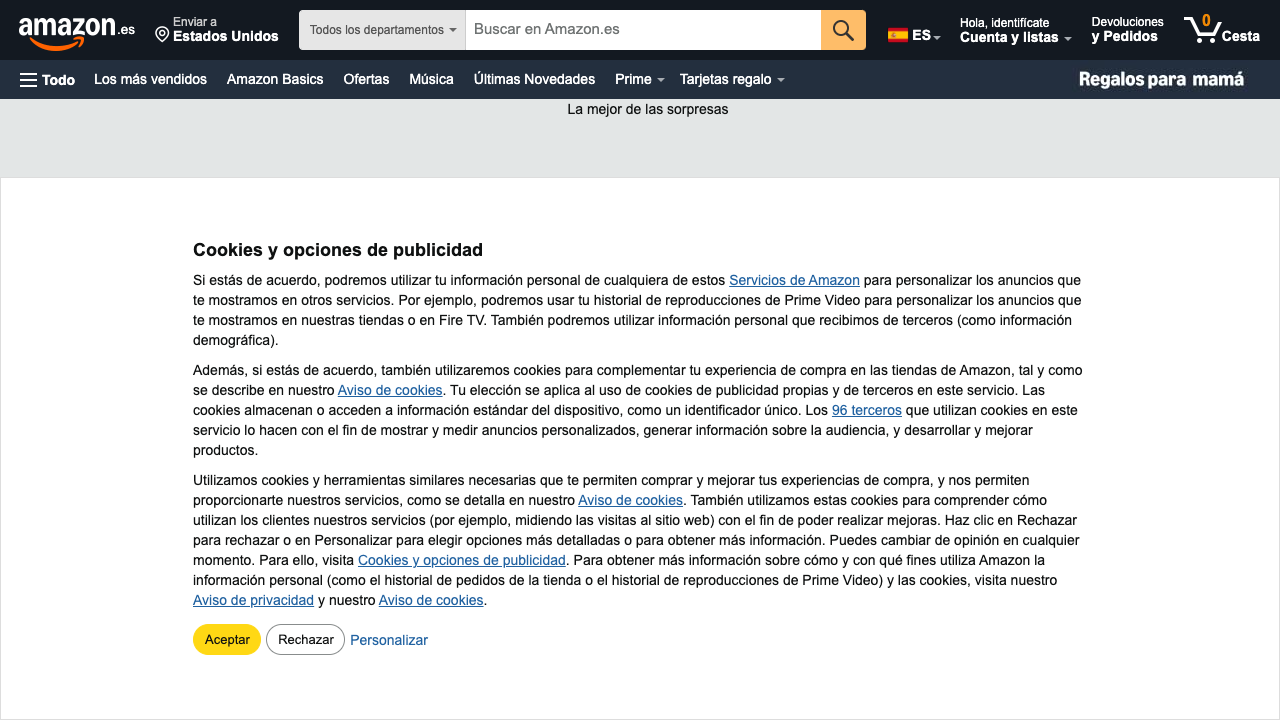 amazon.es
Enviar a
Estados Unidos
Todos los departamentos
Buscar en Amazon.es
ES
Hola, identifícate
Cuenta y listas
Devoluciones
y Pedidos
0
Cesta
Todo
Los más vendidos
Amazon Basics
Ofertas
Música
Últimas Novedades
Prime
Tarjetas regalo
Regalos para mamá
La mejor de las sorpresas
Cookies y opciones de publicidad
Si estás de acuerdo, podremos utilizar tu información personal de cualquiera de estos Servicios de Amazon para personalizar los anuncios que
te mostramos en otros servicios. Por ejemplo, podremos usar tu historial de reproducciones de Prime Video para personalizar los anuncios que
te mostramos en nuestras tiendas o en Fire TV. También podremos utilizar información personal que recibimos de terceros (como información
demográfica).
Además, si estás de acuerdo, también utilizaremos cookies para complementar tu experiencia de compra en las tiendas de Amazon, tal y como
se describe en nuestro Aviso de cookies. Tu elección se aplica al uso de cookies de publicidad propias y de terceros en este servicio. Las
cookies almacenan o acceden a información estándar del dispositivo, como un identificador único. Los 96 terceros que utilizan cookies en este
servicio lo hacen con el fin de mostrar y medir anuncios personalizados, generar información sobre la audiencia, y desarrollar y mejorar
productos.
Utilizamos cookies y herramientas similares necesarias que te permiten comprar y mejorar tus experiencias de compra, y nos permiten
proporcionarte nuestros servicios, como se detalla en nuestro Aviso de cookies. También utilizamos estas cookies para comprender cómo
utilizan los clientes nuestros servicios (por ejemplo, midiendo las visitas al sitio web) con el fin de poder realizar mejoras. Haz clic en Rechazar
para rechazar o en Personalizar para elegir opciones más detalladas o para obtener más información. Puedes cambiar de opinión en cualquier
momento. Para ello, visita Cookies y opciones de publicidad. Para obtener más información sobre cómo y con qué fines utiliza Amazon la
información personal (como el historial de pedidos de la tienda o el historial de reproducciones de Prime Video) y las cookies, visita nuestro
Aviso de privacidad y nuestro Aviso de cookies.
Aceptar
Rechazar
Personalizar